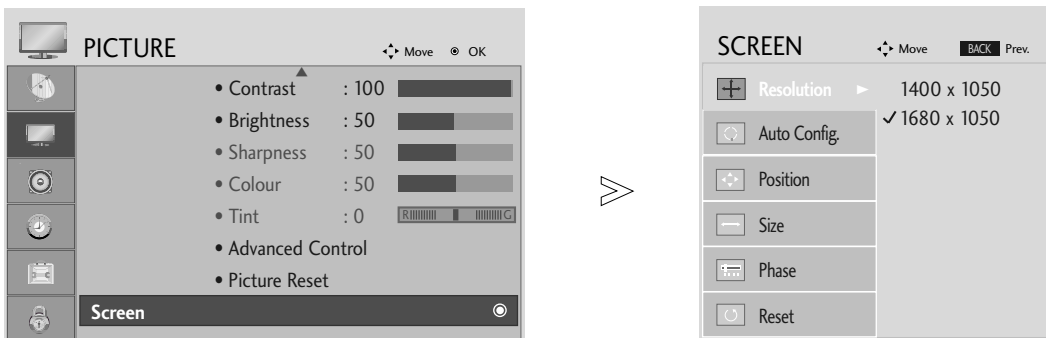 PICTURE
Move OK
• Contrast : 100
• Brightness : 50
• Sharpness : 50
• Colour : 50
• Tint : 0 R G
• Advanced Control
• Picture Reset
Screen
SCREEN
Move BACK Prev.
Resolution
1400 x 1050
✓ 1680 x 1050
Auto Config.
Position
Size
Phase
Reset